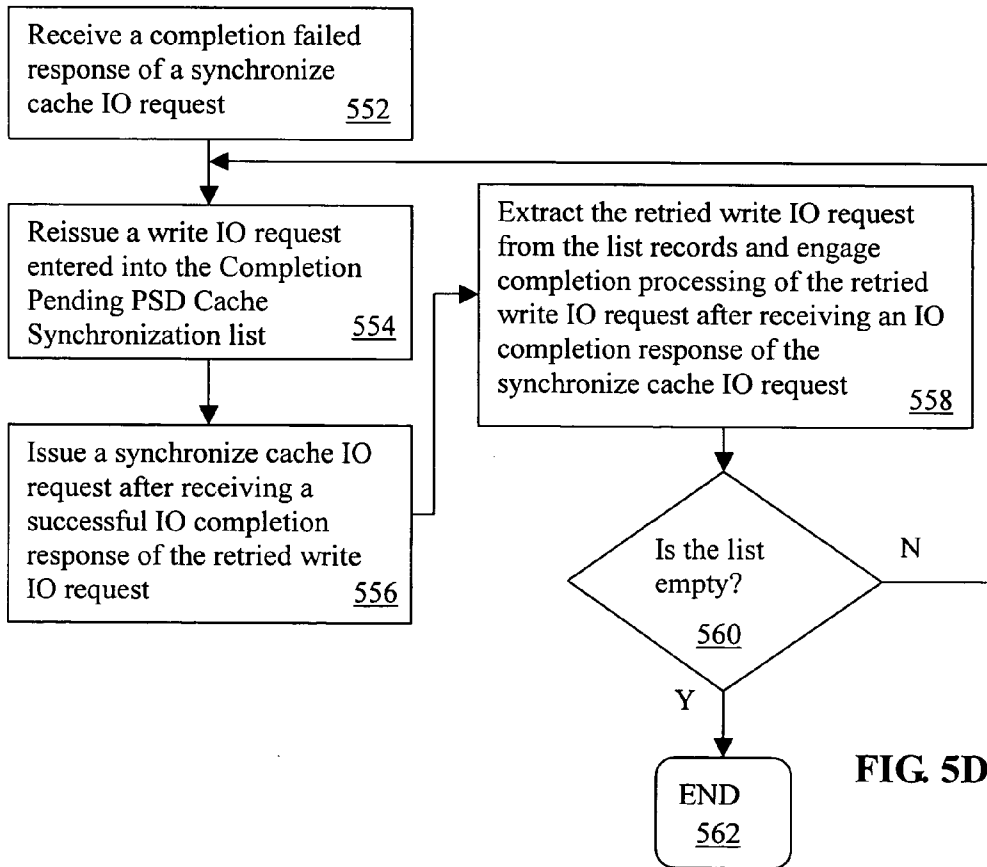 Receive a completion failed
response of a synchronize
cache IO request 552
Reissue a write IO request
entered into the Completion
Pending PSD Cache
Synchronization list 554
Issue a synchronize cache IO
request after receiving a
successful IO completion
response of the retried write
IO request 556
Extract the retried write IO request
from the list records and engage
completion processing of the retried
write IO request after receiving an IO
completion response of the
synchronize cache IO request
558
Is the list
empty?
560
N
Y
END
562
FIG. 5D